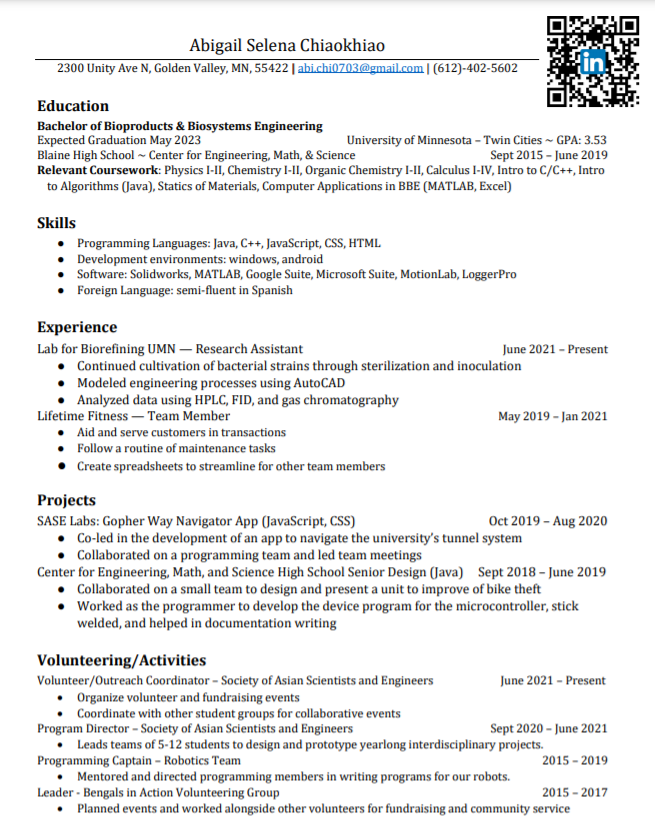 Abigail Selena Chiaokhiao
2300 Unity Ave N, Golden Valley, MN, 55422 | abi.chi0703@gmail.com | (612)-402-5602
in
Education
Bachelor of Bioproducts & Biosystems Engineering
Expected Graduation May 2023 University of Minnesota – Twin Cities ~ GPA: 3.53
Blaine High School ~ Center for Engineering, Math, & Science Sept 2015 – June 2019
Relevant Coursework: Physics I-II, Chemistry I-II, Organic Chemistry I-II, Calculus I-IV, Intro to C/C++, Intro
to Algorithms (Java), Statics of Materials, Computer Applications in BBE (MATLAB, Excel)
Skills
● Programming Languages: Java, C++, JavaScript, CSS, HTML
● Development environments: windows, android
● Software: Solidworks, MATLAB, Google Suite, Microsoft Suite, MotionLab, LoggerPro
● Foreign Language: semi-fluent in Spanish
Experience
Lab for Biorefining UMN — Research Assistant June 2021 – Present
● Continued cultivation of bacterial strains through sterilization and inoculation
● Modeled engineering processes using AutoCAD
● Analyzed data using HPLC, FID, and gas chromatography
Lifetime Fitness — Team Member May 2019 – Jan 2021
● Aid and serve customers in transactions
● Follow a routine of maintenance tasks
● Create spreadsheets to streamline for other team members
Projects
SASE Labs: Gopher Way Navigator App (JavaScript, CSS) Oct 2019 – Aug 2020
● Co-led in the development of an app to navigate the university's tunnel system
● Collaborated on a programming team and led team meetings
Center for Engineering, Math, and Science High School Senior Design (Java) Sept 2018 – June 2019
● Collaborated on a small team to design and present a unit to improve of bike theft
● Worked as the programmer to develop the device program for the microcontroller, stick
welded, and helped in documentation writing
Volunteering/Activities
Volunteer/Outreach Coordinator – Society of Asian Scientists and Engineers June 2021 – Present
• Organize volunteer and fundraising events
• Coordinate with other student groups for collaborative events
Program Director – Society of Asian Scientists and Engineers Sept 2020 – June 2021
• Leads teams of 5-12 students to design and prototype yearlong interdisciplinary projects.
Programming Captain – Robotics Team 2015 – 2019
• Mentored and directed programming members in writing programs for our robots.
Leader - Bengals in Action Volunteering Group 2015 – 2017
• Planned events and worked alongside other volunteers for fundraising and community service